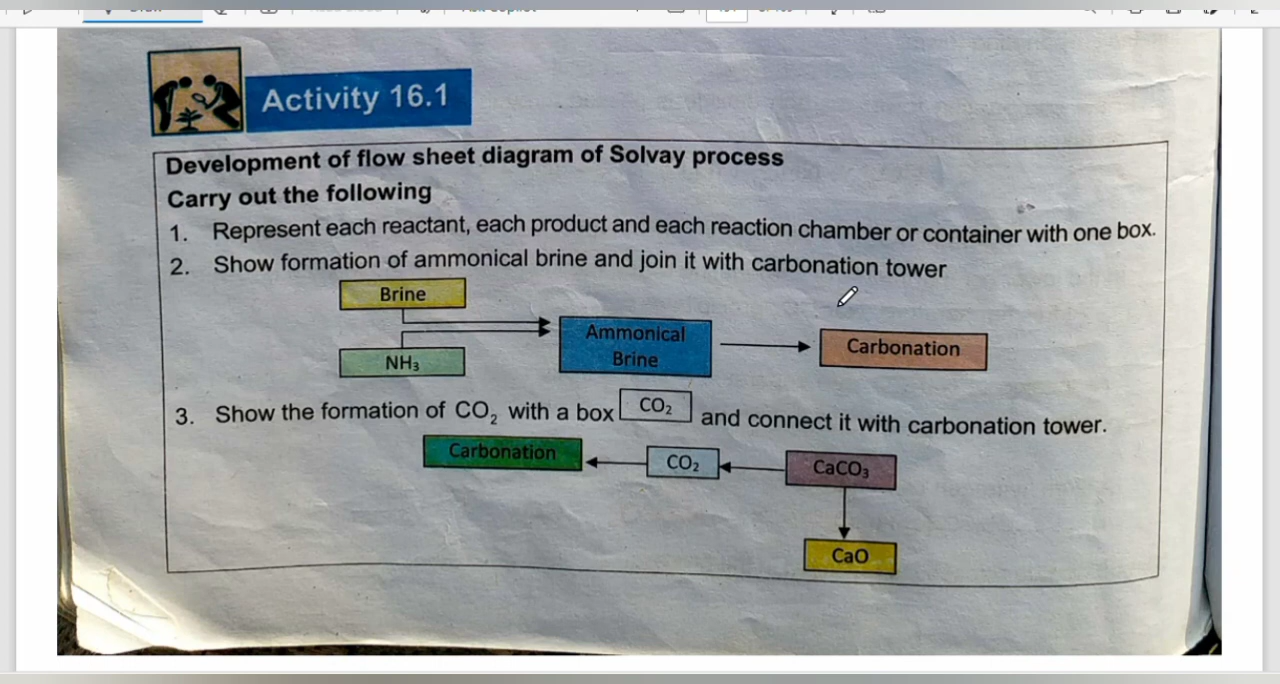 Activity 16.1
Development of flow sheet diagram of Solvay process
Carry out the following
1. Represent each reactant, each product and each reaction chamber or container with one box.
2. Show formation of ammonical brine and join it with carbonation tower
Brine
Ammonical
Brine
Carbonation
NH₃
3. Show the formation of CO₂ with a box CO₂ and connect it with carbonation tower.
Carbonation
CO₂
CaCO₃
CaO